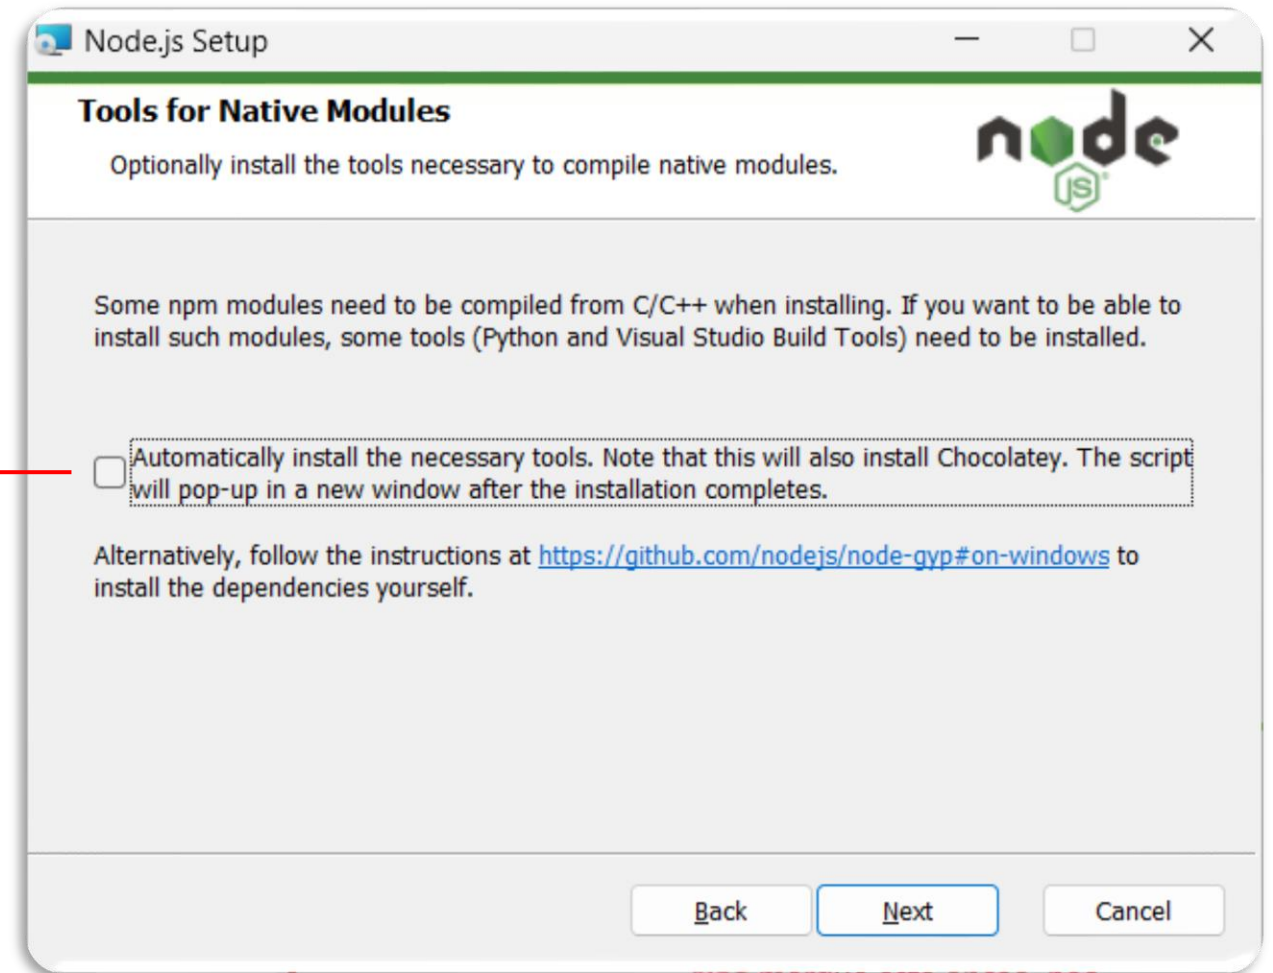 Node.js Setup
Tools for Native Modules
Optionally install the tools necessary to compile native modules.
node
JS
Some npm modules need to be compiled from C/C++ when installing. If you want to be able to
install such modules, some tools (Python and Visual Studio Build Tools) need to be installed.
Automatically install the necessary tools. Note that this will also install Chocolatey. The script
will pop-up in a new window after the installation completes.
Alternatively, follow the instructions at https://github.com/nodejs/node-gyp#on-windows to
install the dependencies yourself.
Back
Next
Cancel